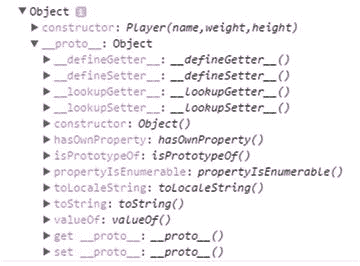 Object i
constructor: Player(name,weight,height)
__proto__: Object
__defineGetter__: __defineGetter__()
__defineSetter__: __defineSetter__()
__lookupGetter__: __lookupGetter__()
__lookupSetter__: __lookupSetter__()
constructor: Object()
hasOwnProperty: hasOwnProperty()
isPrototypeOf: isPrototypeOf()
propertyIsEnumerable: propertyIsEnumerable()
toLocaleString: toLocaleString()
toString: toString()
valueOf: valueOf()
get __proto__: __proto__()
set __proto__: __proto__()